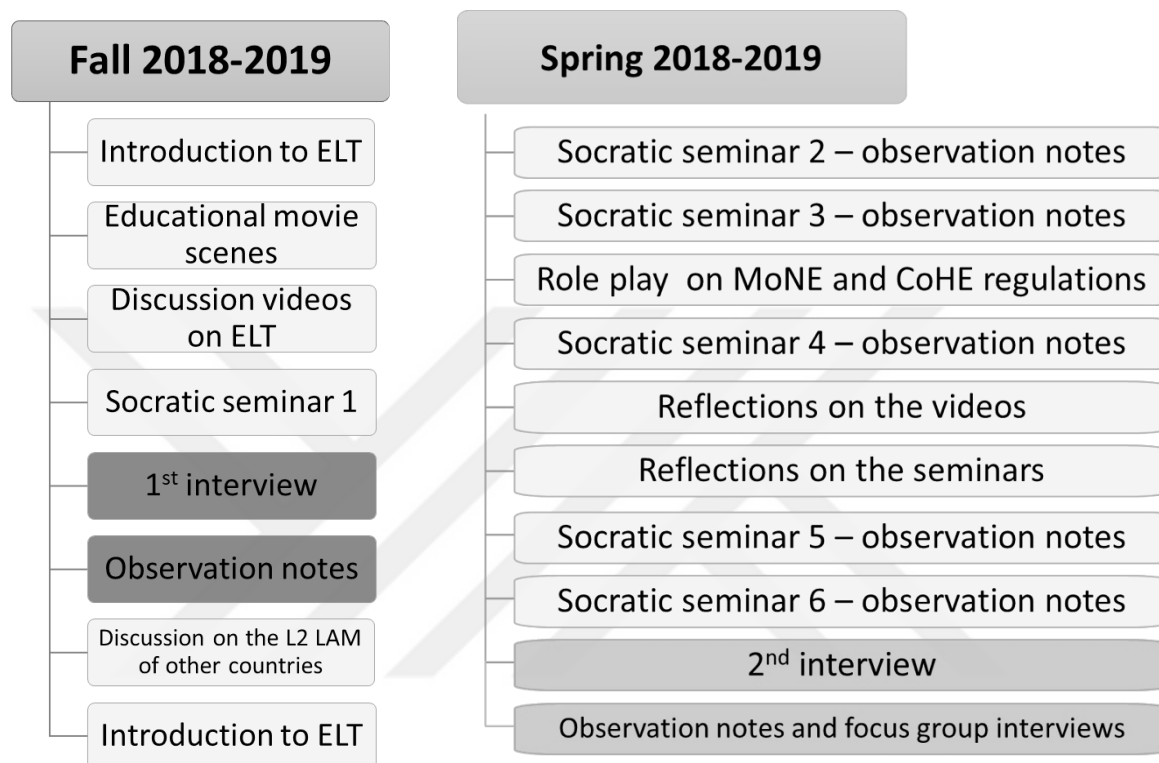 Fall 2018-2019
Introduction to ELT
Educational movie
scenes
Discussion videos
on ELT
Socratic seminar 1
1st interview
Observation notes
Discussion on the L2 LAM
of other countries
Introduction to ELT
Spring 2018-2019
Socratic seminar 2 – observation notes
Socratic seminar 3 – observation notes
Role play on MoNE and CoHE regulations
Socratic seminar 4 – observation notes
Reflections on the videos
Reflections on the seminars
Socratic seminar 5 – observation notes
Socratic seminar 6 – observation notes
2nd interview
Observation notes and focus group interviews